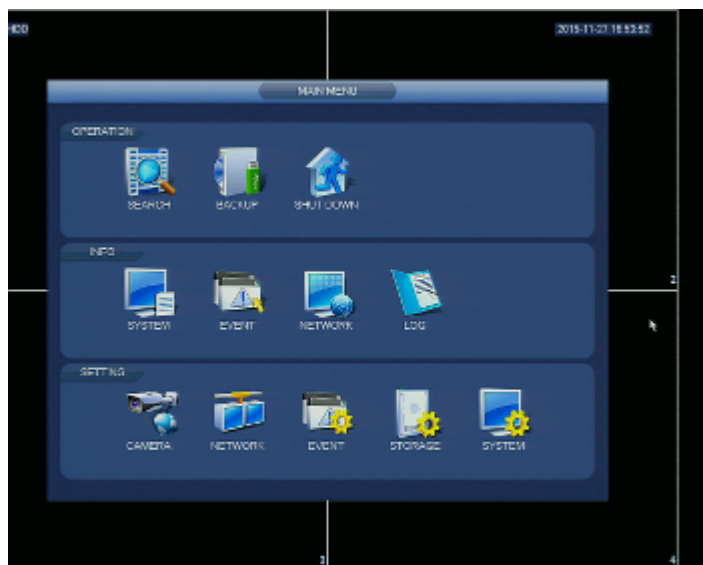 HDD
2015-11-27 16:53:52
MAIN MENU
OPERATION
SEARCH
BACKUP
SHUTDOWN
INFO
SYSTEM
EVENT
NETWORK
LOG
2
SETTING
CAMERA
NETWORK
EVENT
STORAGE
SYSTEM
3
4